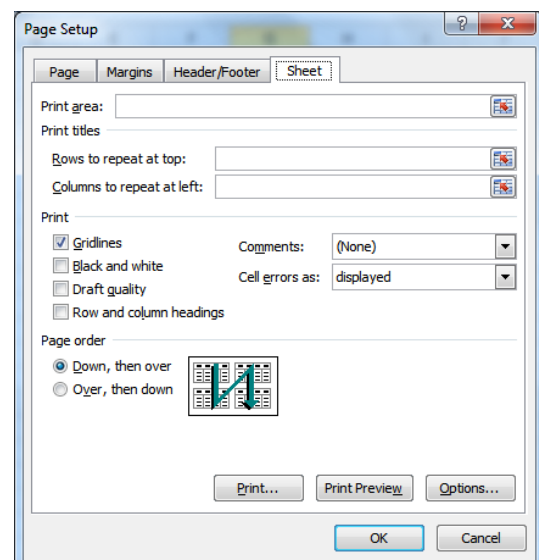 Page Setup
Page Margins Header/Footer Sheet
Print area:
Print titles
Rows to repeat at top:
Columns to repeat at left:
Print
Gridlines Comments: (None)
Black and white
Cell errors as: displayed
Draft quality
Row and column headings
Page order
Down, then over
Over, then down
Print... Print Preview Options...
OK Cancel